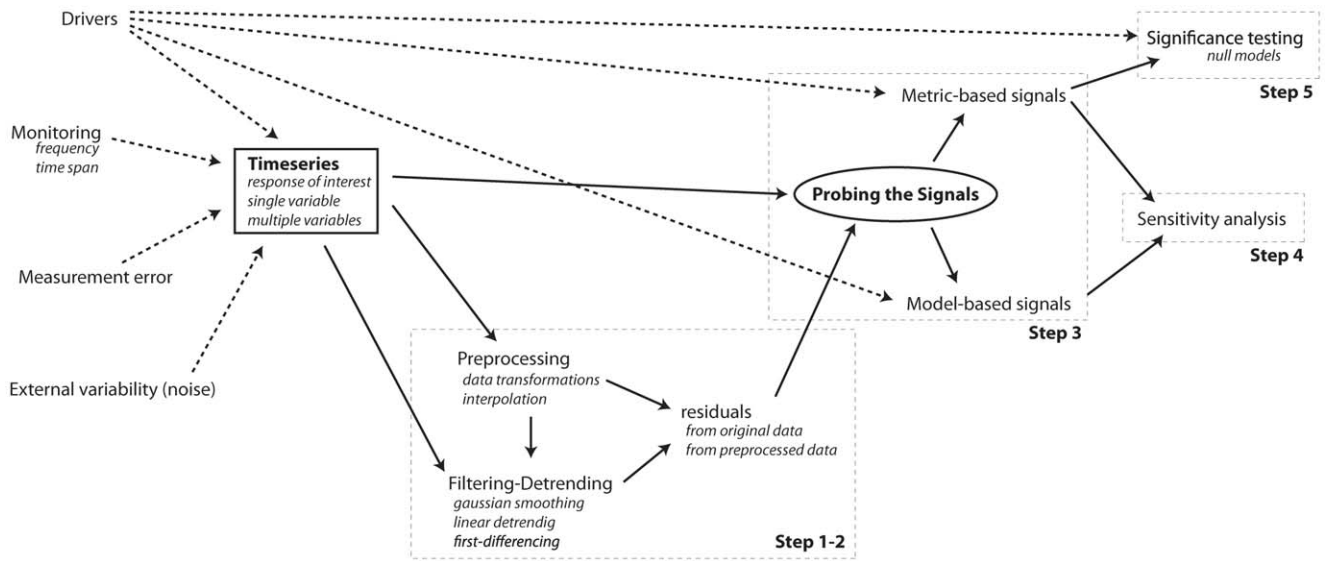 Drivers
Significance testing
null models
Step 5
Metric-based signals
Monitoring
frequency
time span
Timeseries
response of interest
single variable
multiple variables
Probing the Signals
Sensitivity analysis
Step 4
Measurement error
Model-based signals
Step 3
External variability (noise)
Preprocessing
data transformations
interpolation
residuals
from original data
from preprocessed data
Filtering-Detrending
gaussian smoothing
linear detrendig
first-differencing
Step 1-2